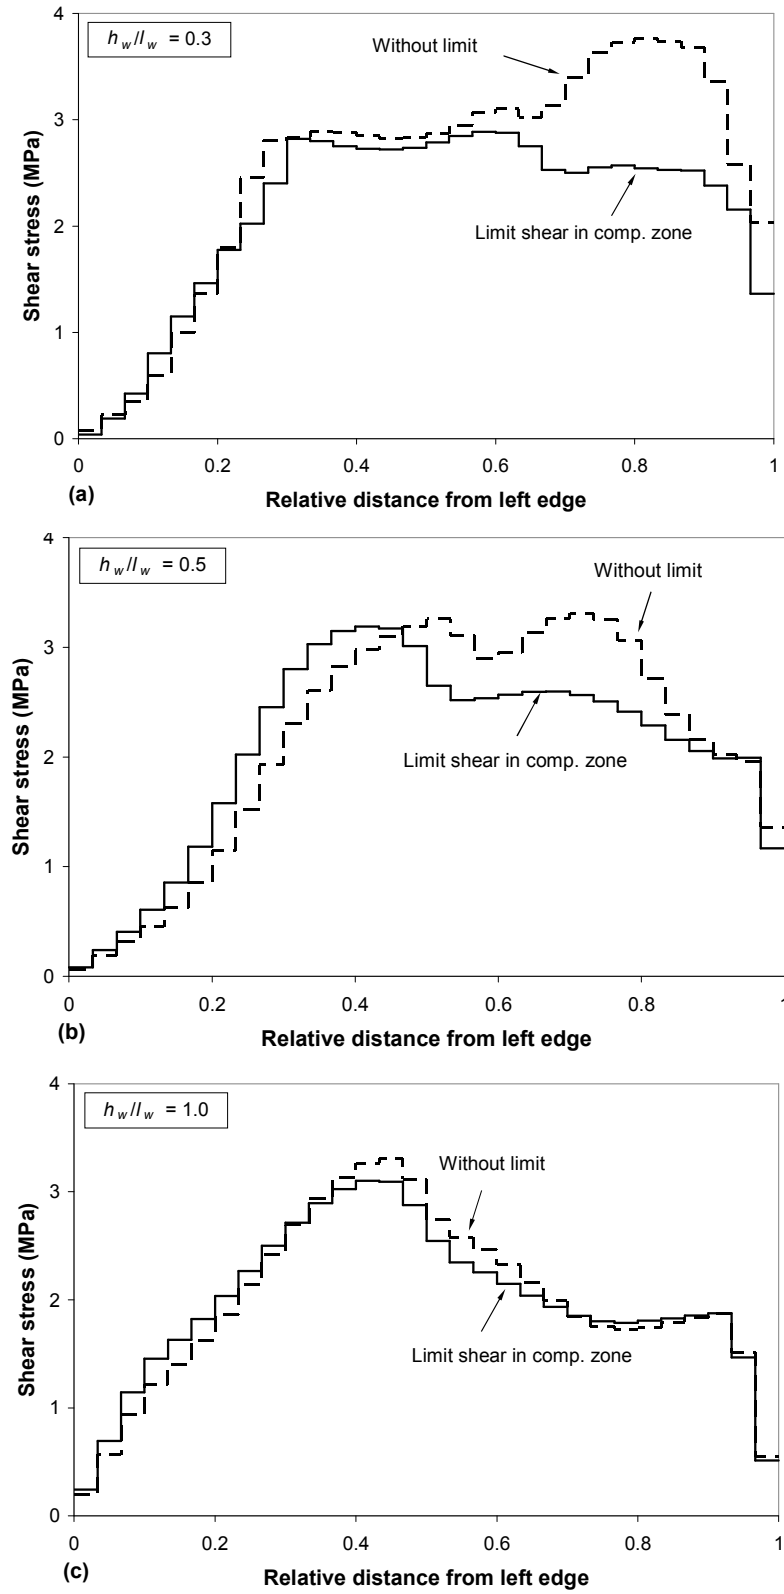 4
h w / l w = 0.3
Without limit
3
Shear stress (MPa)
2
Limit shear in comp. zone
1
0
0 0.2 0.4 0.6 0.8 1
(a)
Relative distance from left edge
4
h w / l w = 0.5
Without limit
3
Shear stress (MPa)
2
Limit shear in comp. zone
1
0
0 0.2 0.4 0.6 0.8 1
(b)
Relative distance from left edge
4
h w / l w = 1.0
Without limit
3
Shear stress (MPa)
2
Limit shear in comp. zone
1
0
0 0.2 0.4 0.6 0.8 1
(c)
Relative distance from left edge